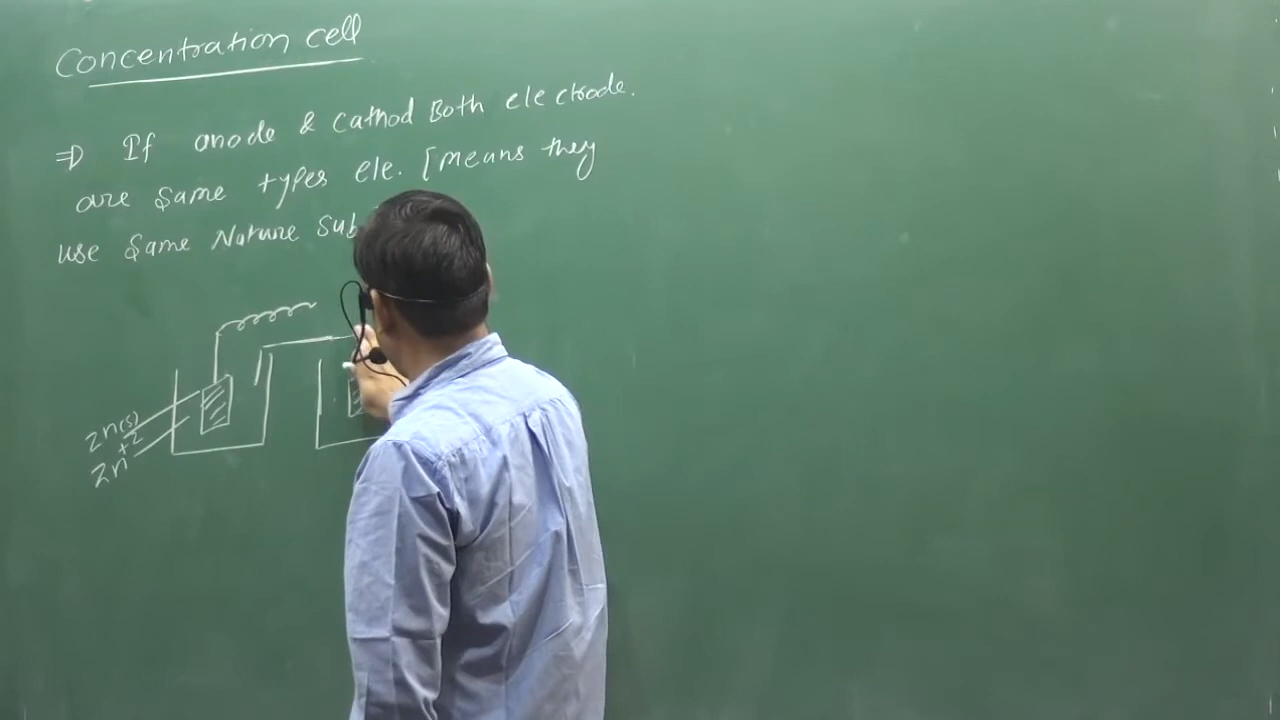 Concentration cell
⇒ If anode & Cathod Both electrode.
are Same types ele. [means they
use Same Nature Sub
Zn(s)
Zn+2